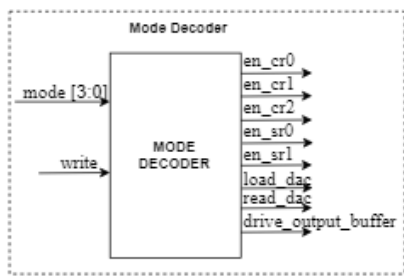 Mode Decoder
mode [3:0]
write
MODE
DECODER
en_cr0
en_cr1
en_cr2
en_sr0
en_sr1
load_dac
read_dac
drive_output_buffer